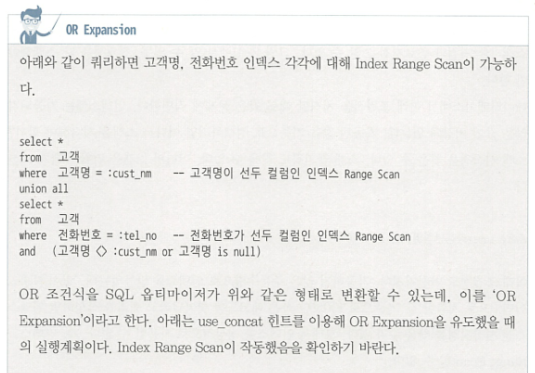 OR Expansion
아래와 같이 쿼리하면 고객명, 전화번호 인덱스 각각에 대해 Index Range Scan이 가능하
다.
select *
from 고객
where 고객명 = :cust_nm -- 고객명이 선두 컬럼인 인덱스 Range Scan
union all
select *
from 고객
where 전화번호 = :tel_no -- 전화번호가 선두 컬럼인 인덱스 Range Scan
and (고객명 <> :cust_nm or 고객명 is null)
OR 조건식을 SQL 옵티마이저가 위와 같은 형태로 변환할 수 있는데, 이를 ‘OR
Expansion’이라고 한다. 아래는 use_concat 힌트를 이용해 OR Expansion을 유도했을 때
의 실행계획이다. Index Range Scan이 작동했음을 확인하기 바란다.